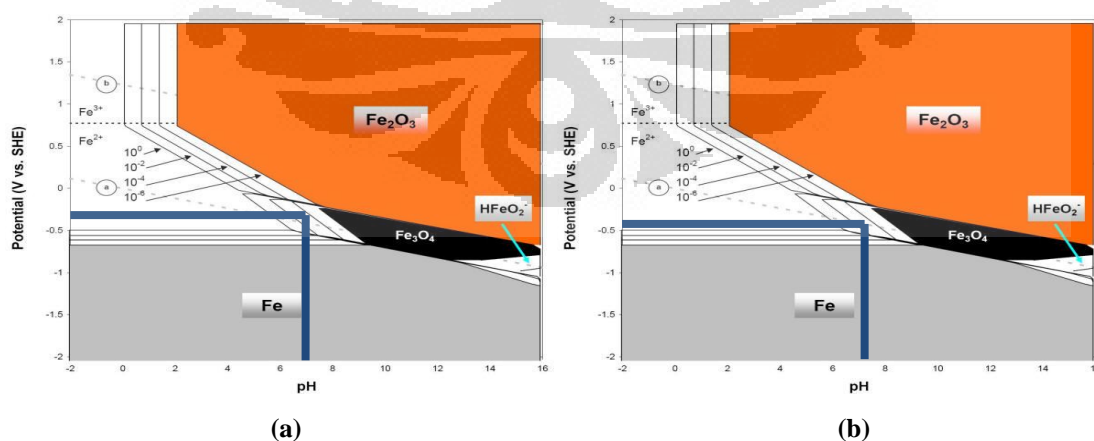 2
1.5
1
0.5
0
-0.5
-1
-1.5
-2
Potential (V vs. SHE)
b
Fe3+
Fe2+
a
10^0
10^-2
10^-4
10^-6
Fe2O3
HFeO2-
Fe3O4
Fe
-2 0 2 4 6 8 10 12 14 16
pH
(a)
2
1.5
1
0.5
0
-0.5
-1
-1.5
-2
Potential (V vs. SHE)
b
Fe3+
Fe2+
a
10^0
10^-2
10^-4
10^-6
Fe2O3
HFeO2-
Fe3O4
Fe
-2 0 2 4 6 8 10 12 14 16
pH
(b)